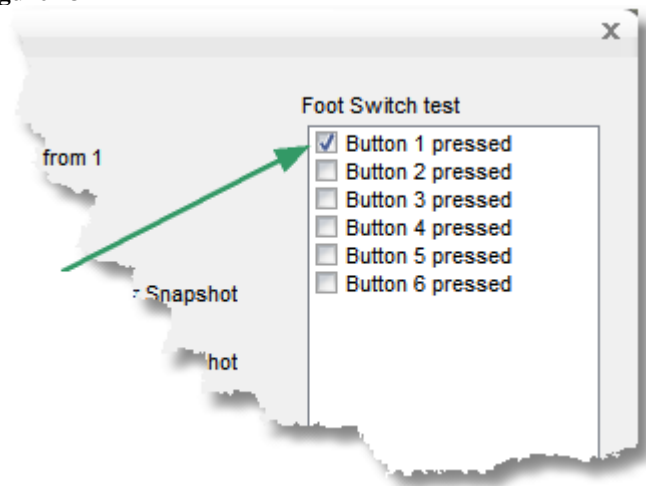 from 1
Snapshot
Foot Switch test
Button 1 pressed
Button 2 pressed
Button 3 pressed
Button 4 pressed
Button 5 pressed
Button 6 pressed